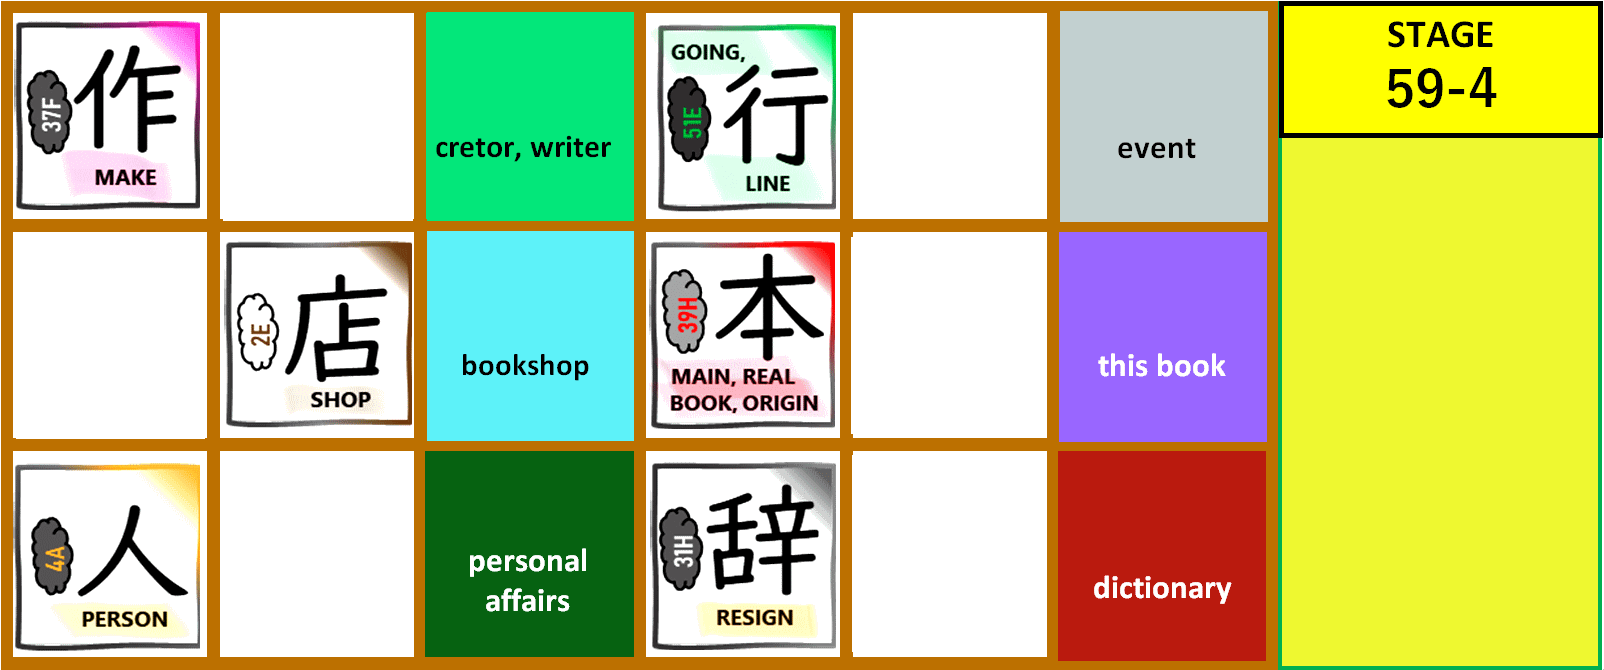 37F
作
MAKE
cretor, writer
GOING,
51E
行
LINE
event
STAGE
59-4
2E
店
SHOP
bookshop
39H
本
MAIN, REAL
BOOK, ORIGIN
this book
4A
人
PERSON
personal
affairs
31H
辞
RESIGN
dictionary